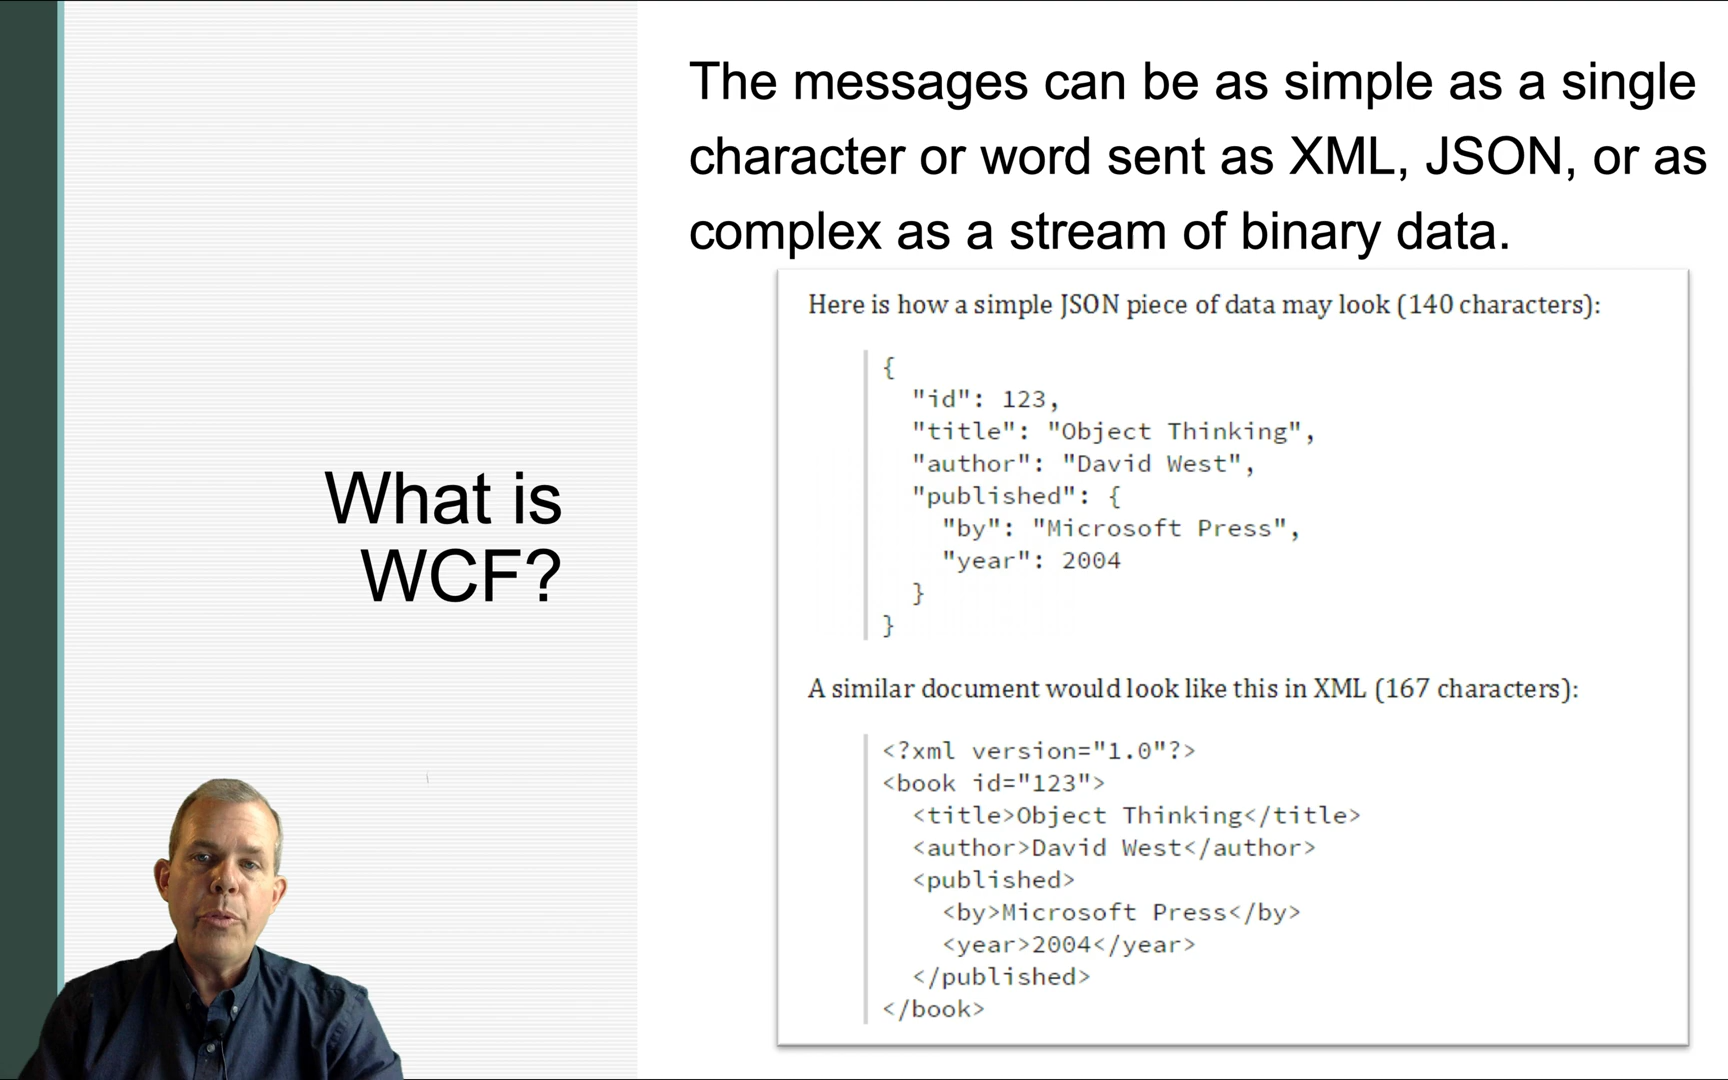 What is
WCF?
The messages can be as simple as a single
character or word sent as XML, JSON, or as
complex as a stream of binary data.
Here is how a simple JSON piece of data may look (140 characters):
{
  "id": 123,
  "title": "Object Thinking",
  "author": "David West",
  "published": {
    "by": "Microsoft Press",
    "year": 2004
  }
}
A similar document would look like this in XML (167 characters):
<?xml version="1.0"?>
<book id="123">
  <title>Object Thinking</title>
  <author>David West</author>
  <published>
    <by>Microsoft Press</by>
    <year>2004</year>
  </published>
</book>